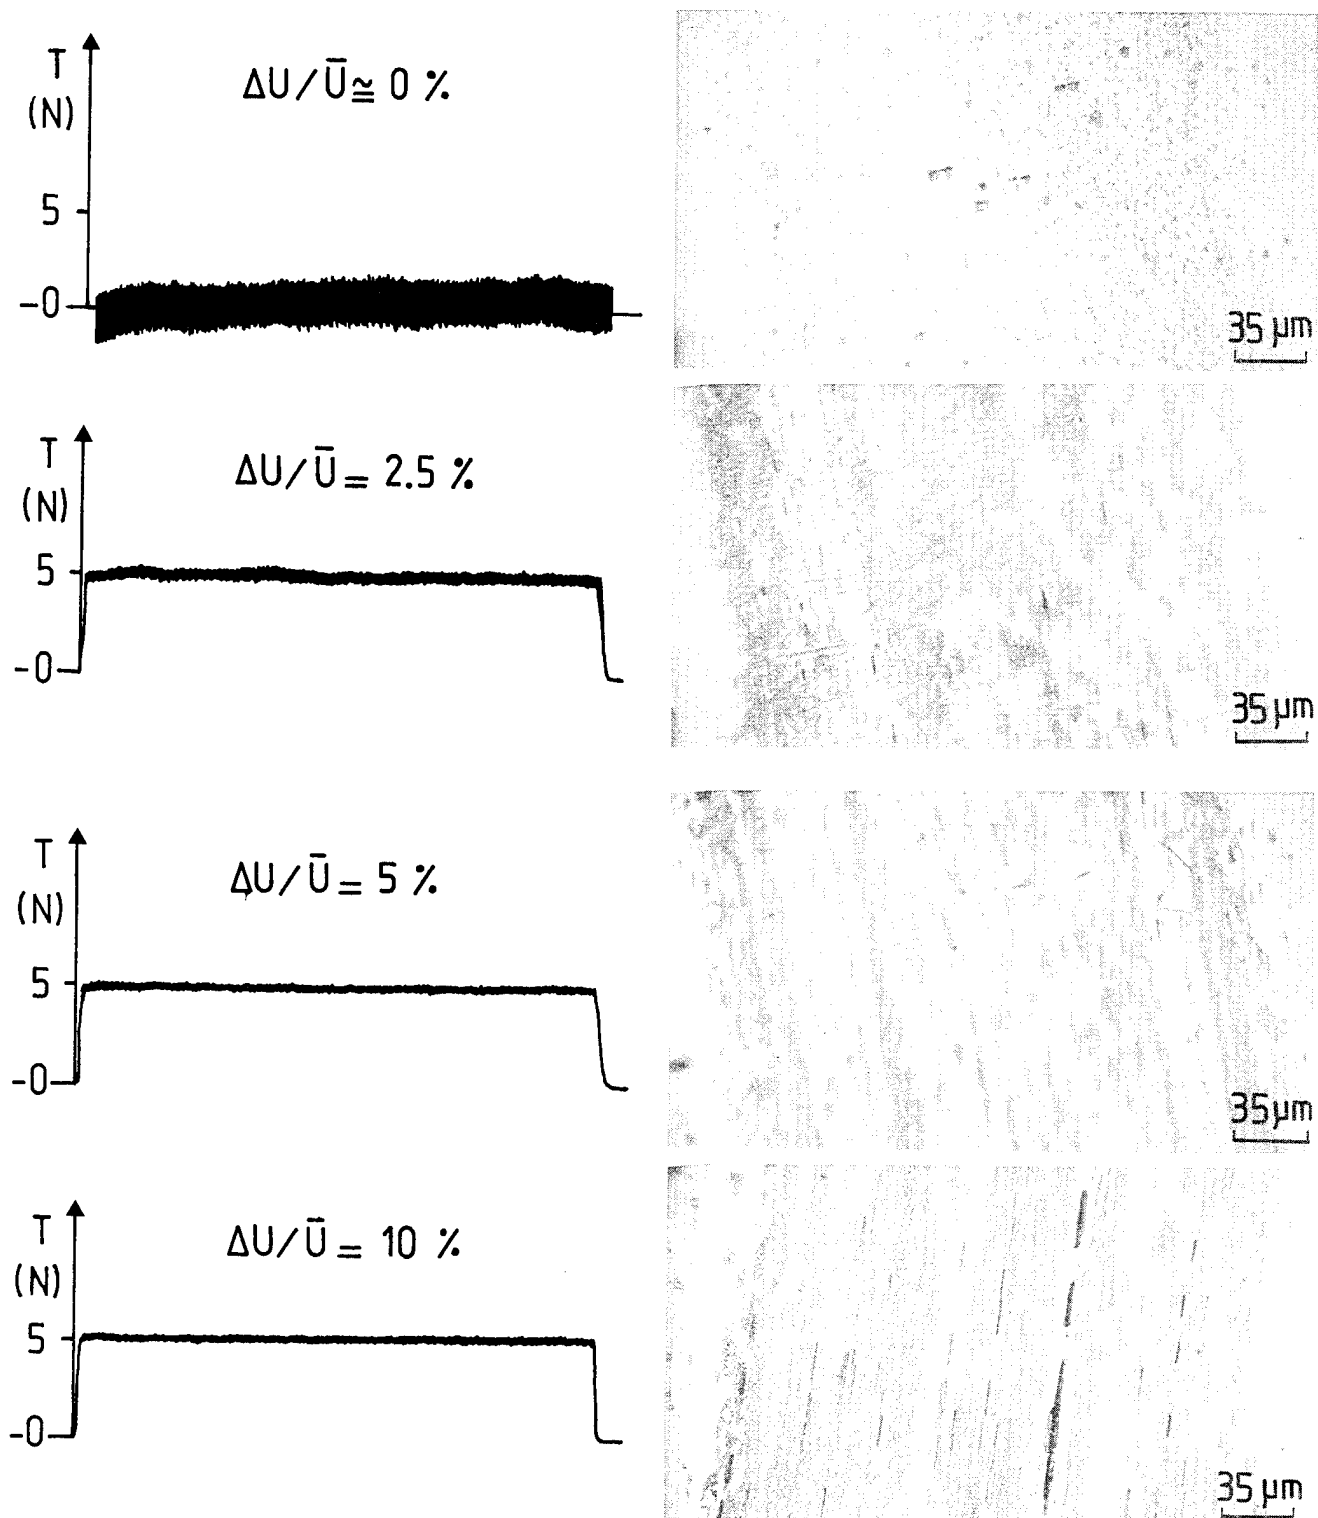 T
(N)
ΔU/Ū ≅ 0 %
5
-0
35 µm
T
(N)
ΔU/Ū = 2.5 %
5
-0
35 µm
T
(N)
ΔU/Ū = 5 %
5
-0
35 µm
T
(N)
ΔU/Ū = 10 %
5
-0
35 µm